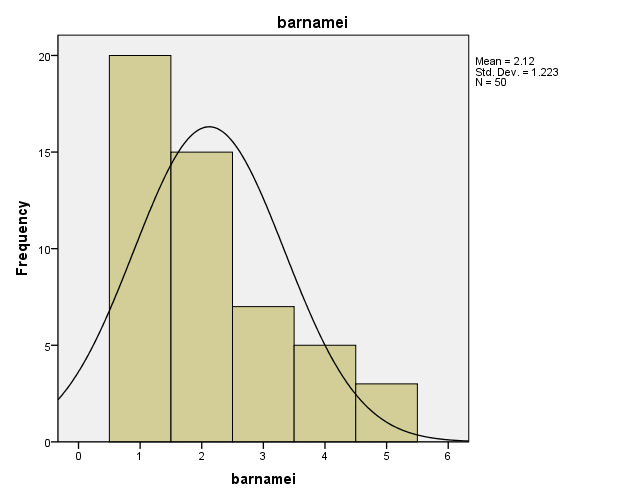 barnamei
Mean = 2.12
Std. Dev. = 1.223
N = 50
Frequency
20
15
10
5
0
0 1 2 3 4 5 6
barnamei